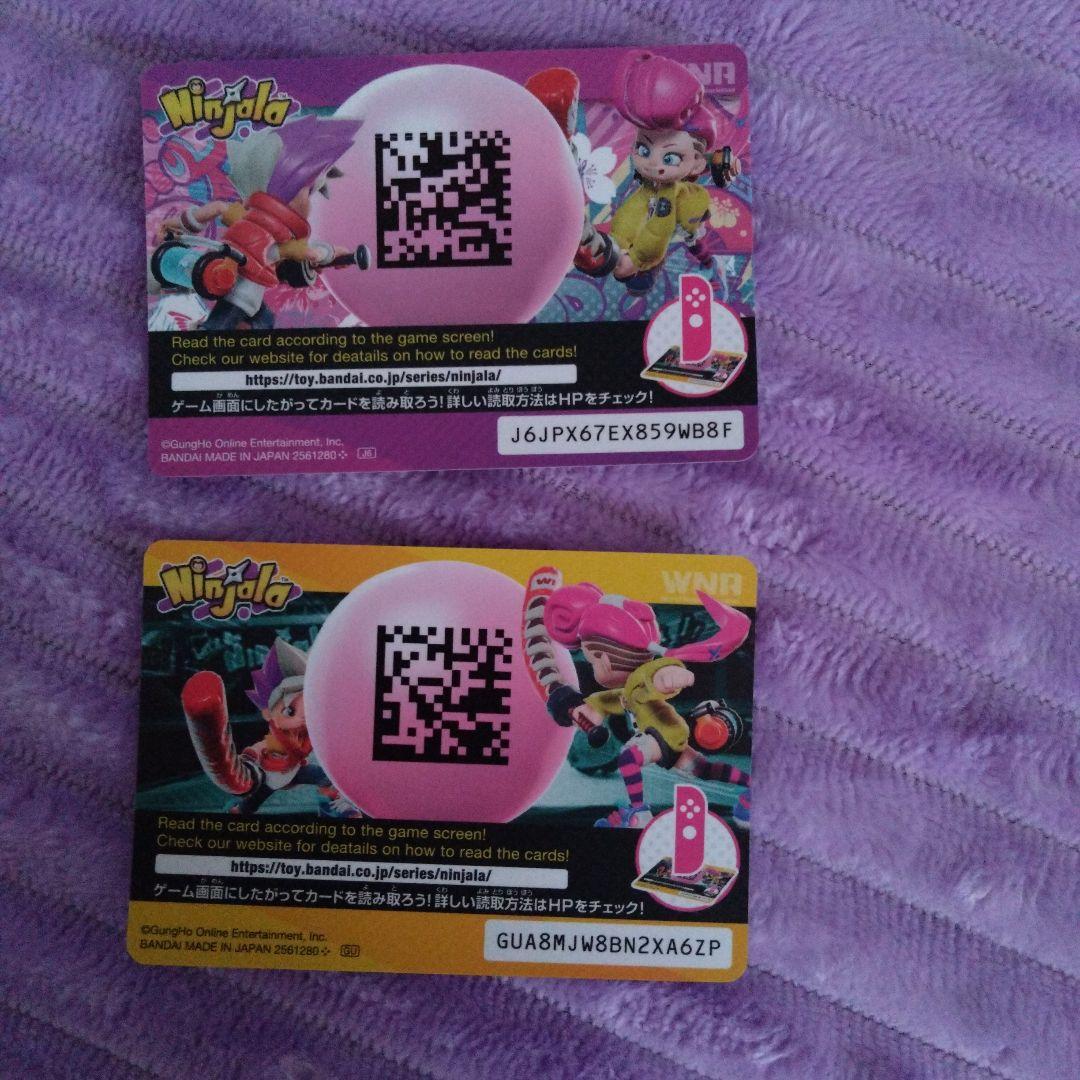 Ninjala
WNA
Read the card according to the game screen!
Check our website for deatails on how to read the cards!
https://toy.bandai.co.jp/series/ninjala/
ゲーム画面にしたがってカードを読み取ろう!詳しい読取方法はHPをチェック!
©GungHo Online Entertainment, Inc.
BANDAI MADE IN JAPAN 2561280 J6
J6JPX67EX859WB8F
Ninjala
WNA
Read the card according to the game screen!
Check our website for deatails on how to read the cards!
https://toy.bandai.co.jp/series/ninjala/
ゲーム画面にしたがってカードを読み取ろう!詳しい読取方法はHPをチェック!
©GungHo Online Entertainment, Inc.
BANDAI MADE IN JAPAN 2561280 GU
GUA8MJW8BN2XA6ZP